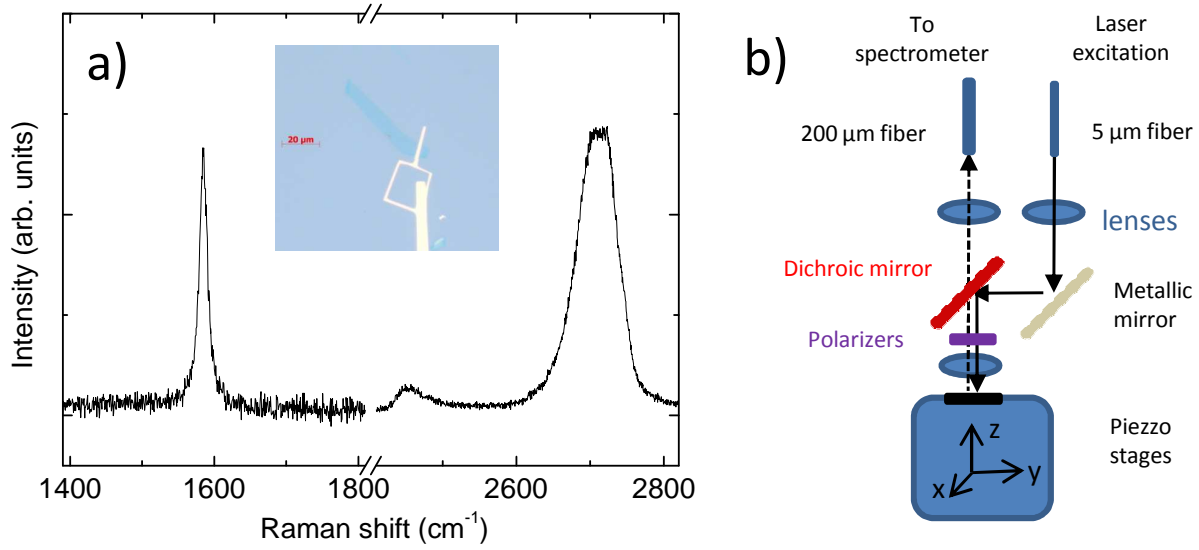 a)
20 µm
Intensity (arb. units)
1400
1600
1800
2600
2800
Raman shift (cm-1)
b)
To
spectrometer
Laser
excitation
200 µm fiber
5 µm fiber
lenses
Dichroic mirror
Metallic
mirror
Polarizers
Piezzo
stages
z
y
x